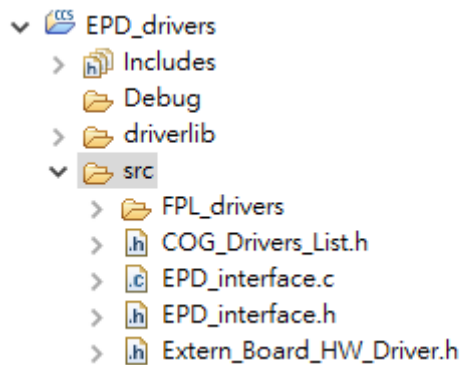 EPD_drivers
Includes
Debug
driverlib
src
FPL_drivers
COG_Drivers_List.h
EPD_interface.c
EPD_interface.h
Extern_Board_HW_Driver.h